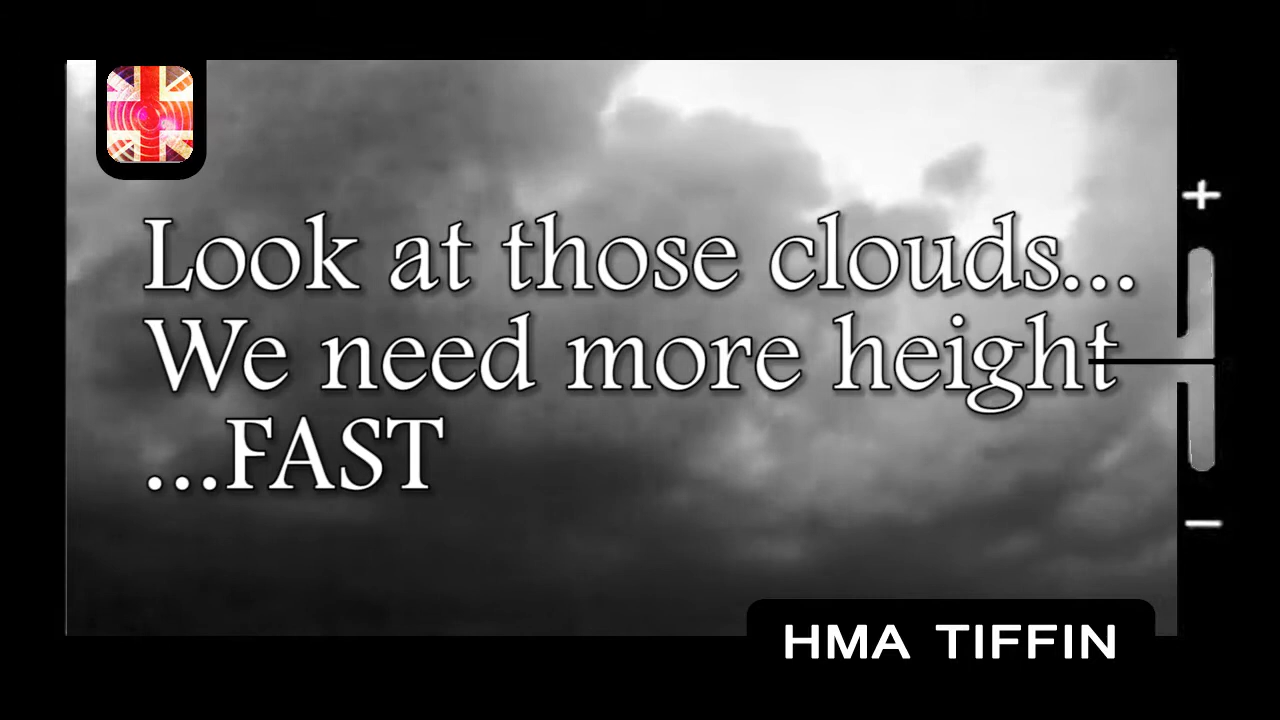 Look at those clouds...
We need more height
...FAST
HMA TIFFIN
+
−